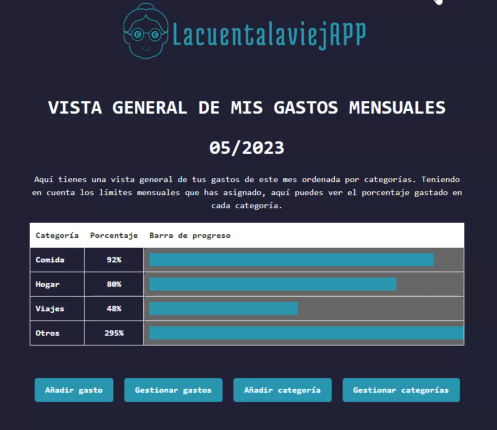 LacuentalaviejAPP
VISTA GENERAL DE MIS GASTOS MENSUALES
05/2023
Aquí tienes una vista general de tus gastos de este mes ordenada por categorías. Teniendo
en cuenta los límites mensuales que has asignado, aquí puedes ver el porcentaje gastado en
cada categoría.
Categoría Porcentaje Barra de progreso
Comida 92%
Hogar 80%
Viajes 48%
Otros 295%
Añadir gasto Gestionar gastos Añadir categoría Gestionar categorías